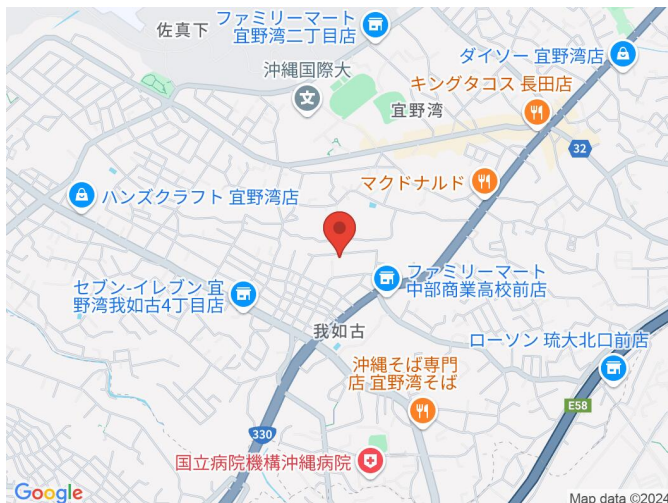 佐真下
ファミリーマート
宜野湾二丁目店
沖縄国際大
宜野湾
ダイソー 宜野湾店
キングタコス 長田店
32
マクドナルド
ハンズクラフト 宜野湾店
セブン-イレブン 宜
野湾我如古4丁目店
ファミリーマート
中部商業高校前店
我如古
ローソン 琉大北口前店
沖縄そば専門
店 宜野湾そば
E58
330
国立病院機構沖縄病院
Google
Map data ©2024